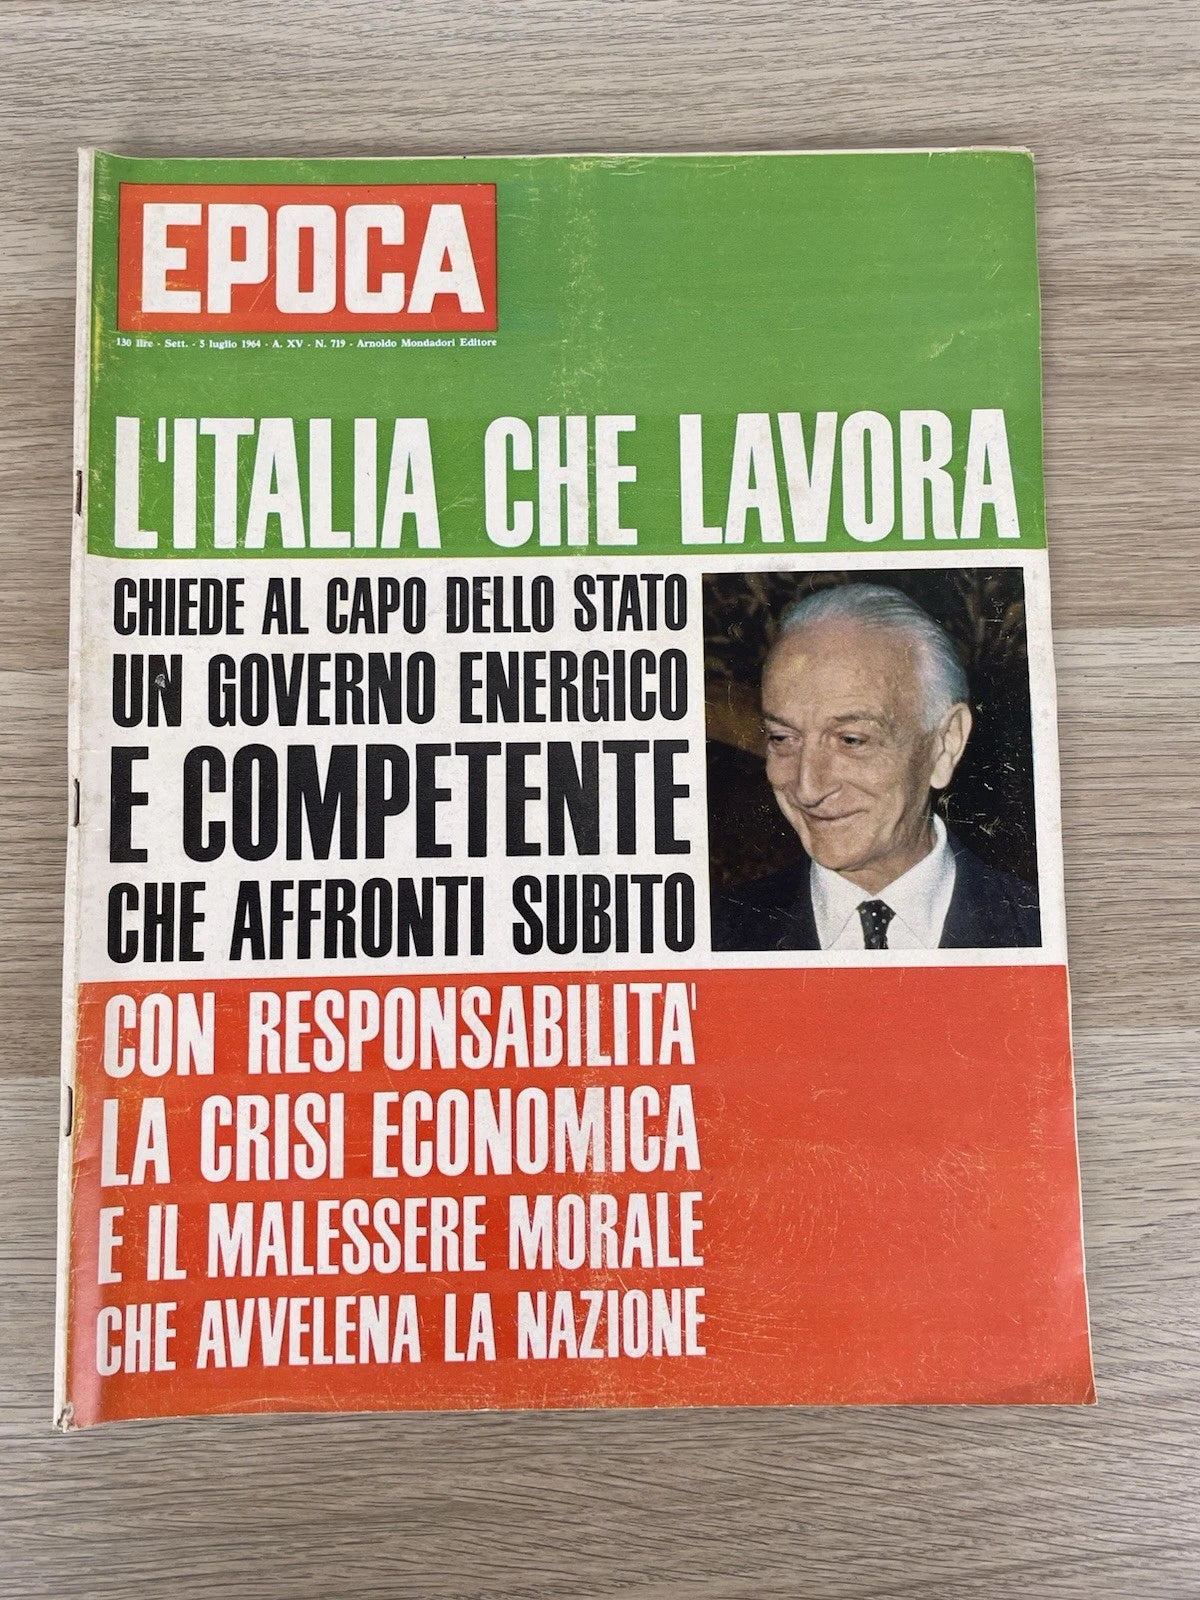 EPOCA
130 lire - Sett. - 5 luglio 1964 - A. XV - N. 719 - Arnoldo Mondadori Editore
L'ITALIA CHE LAVORA
CHIEDE AL CAPO DELLO STATO
UN GOVERNO ENERGICO
E COMPETENTE
CHE AFFRONTI SUBITO
CON RESPONSABILITA'
LA CRISI ECONOMICA
E IL MALESSERE MORALE
CHE AVVELENA LA NAZIONE